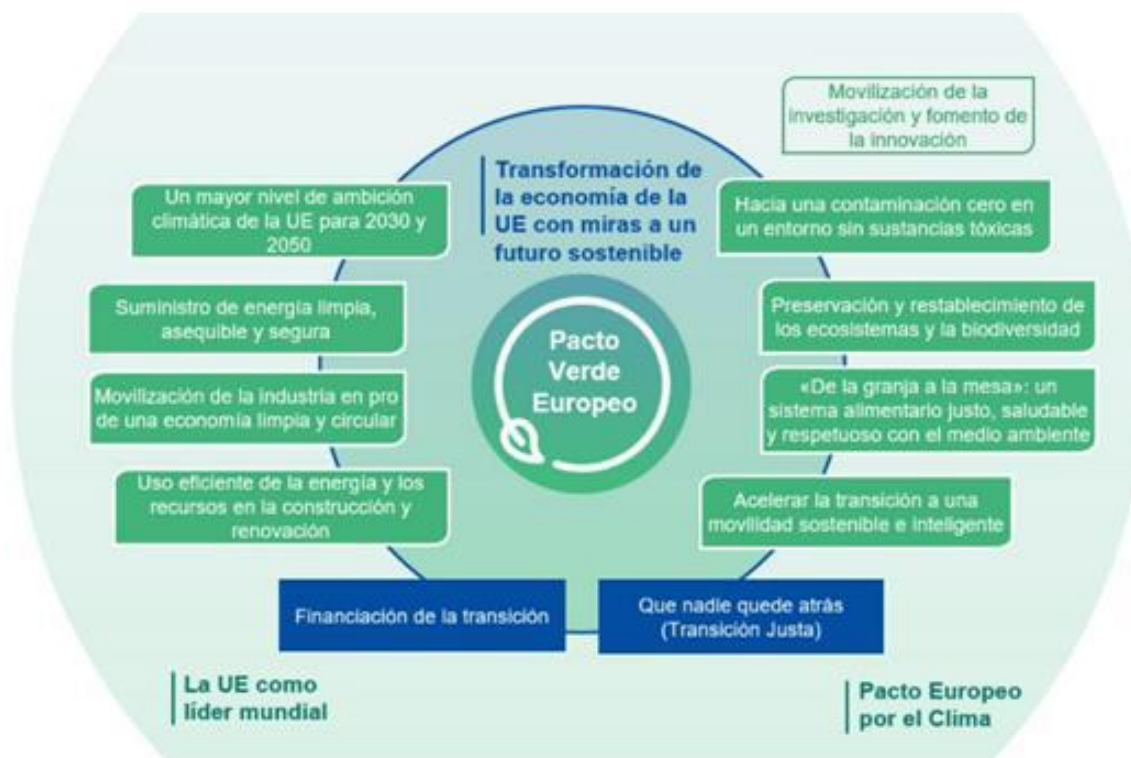 Movilización de la
investigación y fomento de
la innovación
Transformación de
la economía de la
UE con miras a un
futuro sostenible
Un mayor nivel de ambición
climática de la UE para 2030 y
2050
Hacia una contaminación cero en
un entorno sin sustancias tóxicas
Suministro de energía limpia,
asequible y segura
Preservación y restablecimiento de
los ecosistemas y la biodiversidad
Pacto
Verde
Europeo
Movilización de la industria en pro
de una economía limpia y circular
«De la granja a la mesa»: un
sistema alimentario justo, saludable
y respetuoso con el medio ambiente
Uso eficiente de la energía y los
recursos en la construcción y
renovación
Acelerar la transición a una
movilidad sostenible e inteligente
Financiación de la transición
Que nadie quede atrás
(Transición Justa)
La UE como
líder mundial
Pacto Europeo
por el Clima